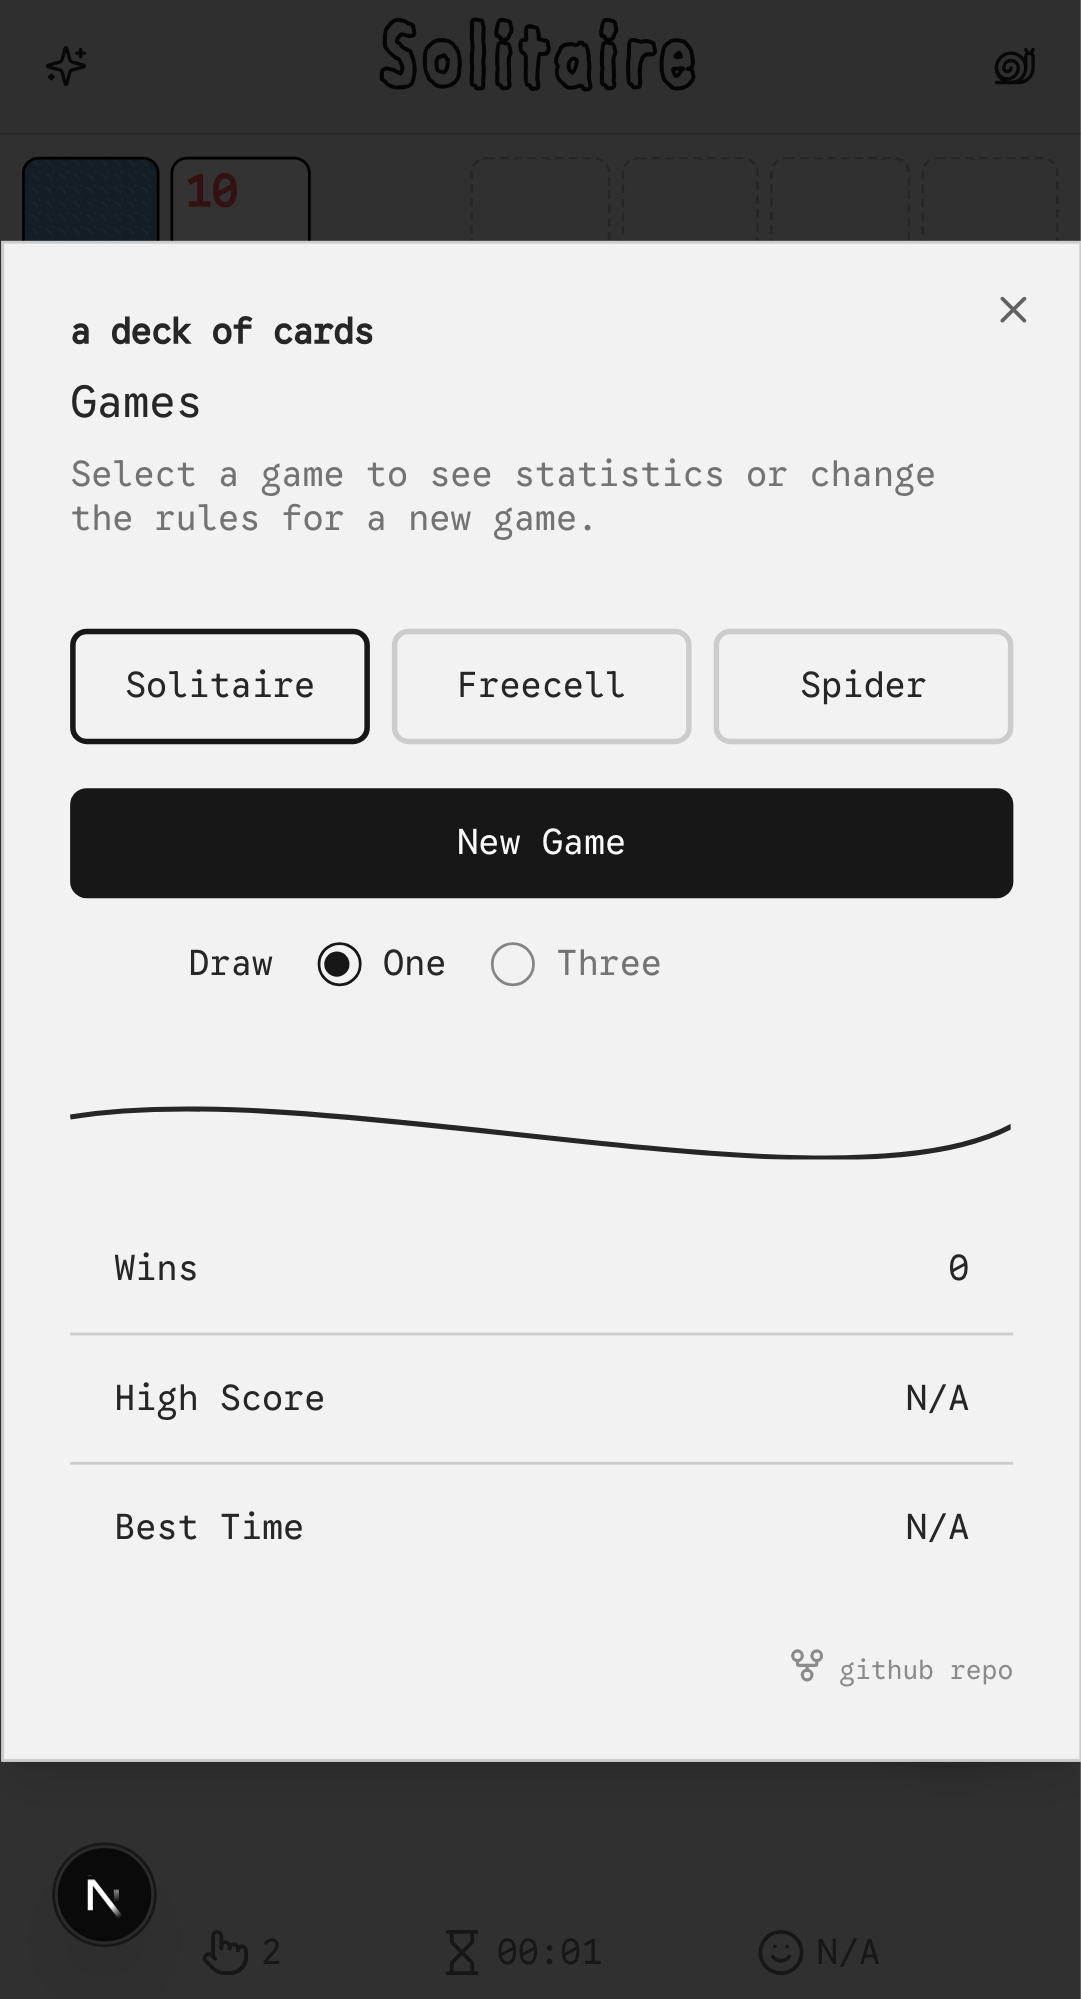 Solitaire
10
a deck of cards
Games
Select a game to see statistics or change
the rules for a new game.
Solitaire Freecell Spider
New Game
Draw One Three
Wins 0
High Score N/A
Best Time N/A
github repo
N
2 00:01 N/A